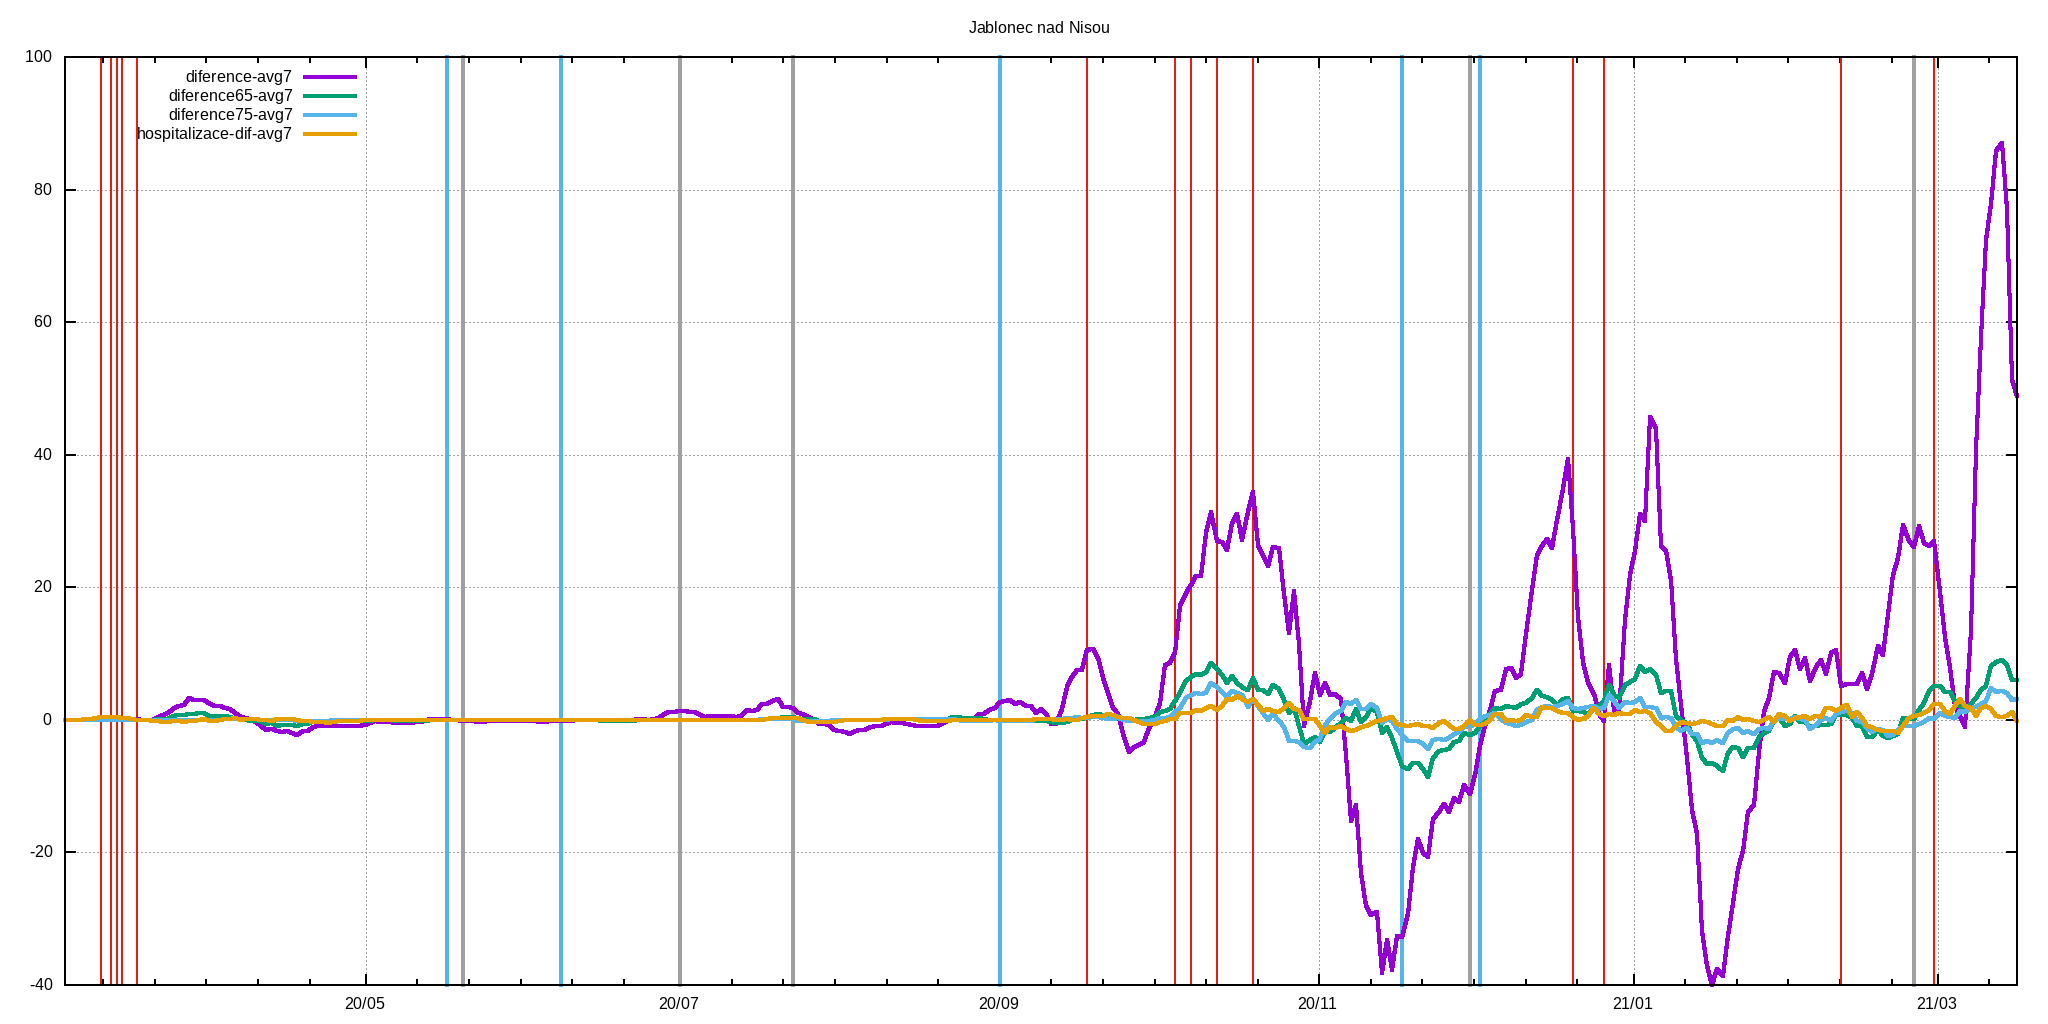 Jablonec nad Nisou
100
80
60
40
20
0
-20
-40
diference-avg7
diference65-avg7
diference75-avg7
hospitalizace-dif-avg7
20/05
20/07
20/09
20/11
21/01
21/03